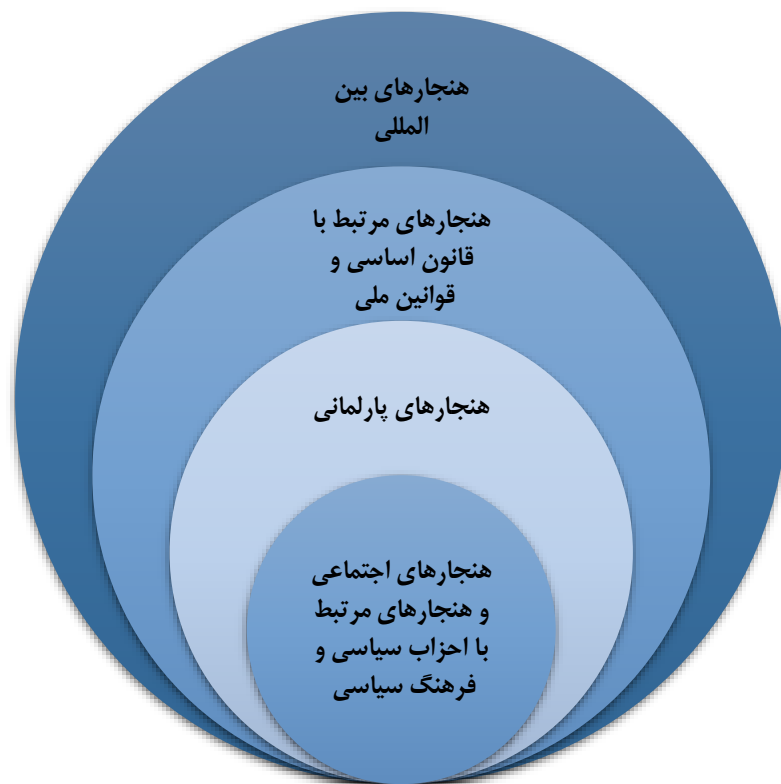 هنجارهای بین
المللی
هنجارهای مرتبط با
قانون اساسی و
قوانین ملی
هنجارهای پارلمانی
هنجارهای اجتماعی
و هنجارهای مرتبط
با احزاب سیاسی و
فرهنگ سیاسی